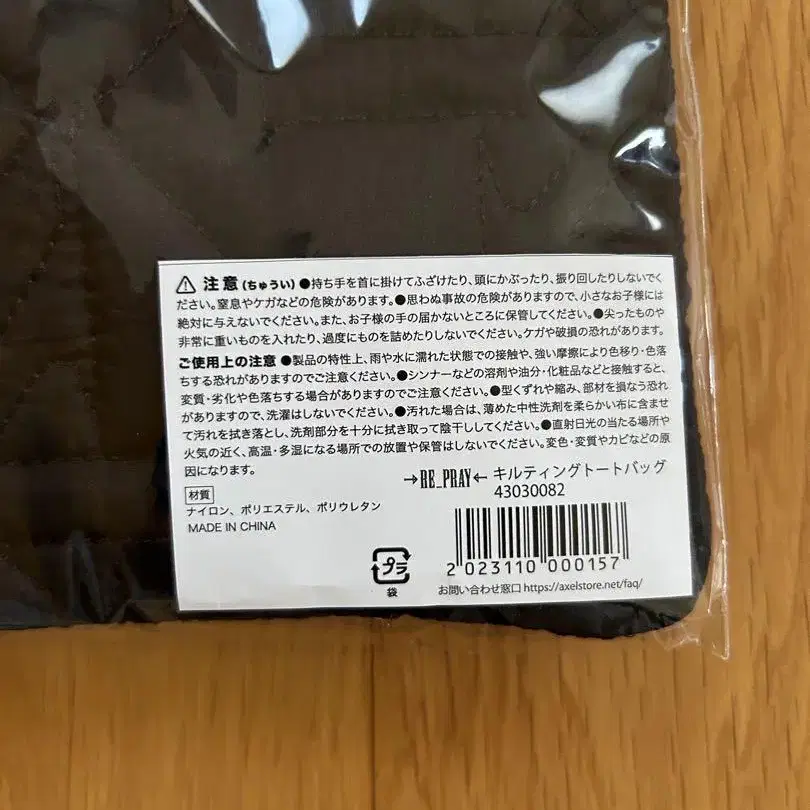 ⚠ 注意(ちゅうい) ●持ち手を首に掛けてふざけたり、頭にかぶったり、振り回したりしないでく
ださい。窒息やケガなどの危険があります。●思わぬ事故の危険がありますので、小さなお子様には
絶対に与えないでください。また、お子様の手の届かないところに保管してください。●尖ったものや
非常に重いものを入れたり、過度にものを詰めたりしないでください。ケガや破損の恐れがあります。
ご使用上の注意 ●製品の特性上、雨や水に濡れた状態での接触や、強い摩擦により色移り・色落
ちする恐れがありますのでご注意ください。●シンナーなどの溶剤や油分・化粧品などと接触すると、
変質・劣化や色落ちする場合がありますのでご注意ください。●型くずれや縮み、部材を損なう恐れ
がありますので、洗濯はしないでください。●汚れた場合は、薄めた中性洗剤を柔らかい布に含ませ
て汚れを拭き落とし、洗剤部分を十分に拭き取って陰干ししてください。●直射日光の当たる場所や
火気の近く、高温・多湿になる場所での放置や保管はしないでください。変色・変質やカビなどの原
因になります。
→RE_PRAY← キルティングトートバッグ
43030082
材質
ナイロン、ポリエステル、ポリウレタン
MADE IN CHINA
プラ
袋
2 023110 000157
お問い合わせ窓口 https://axelstore.net/faq/